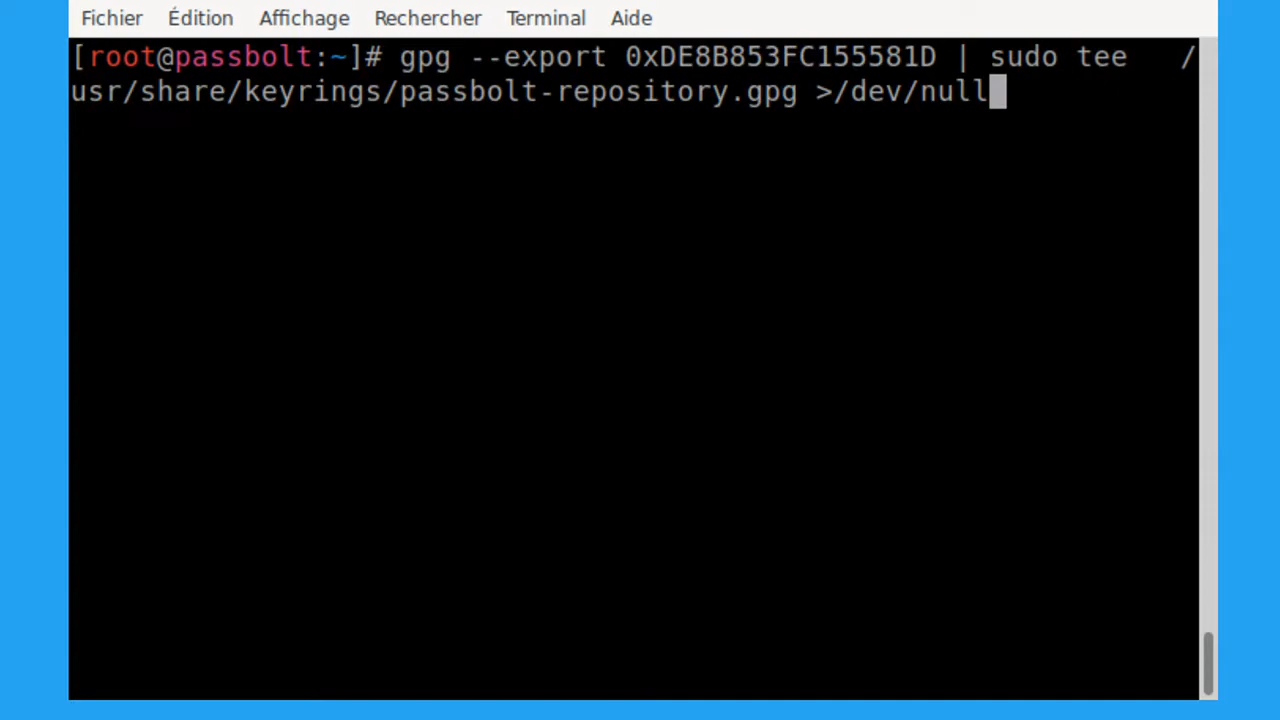 Fichier Édition Affichage Rechercher Terminal Aide
[root@passbolt:~]# gpg --export 0xDE8B853FC155581D | sudo tee   /
usr/share/keyrings/passbolt-repository.gpg >/dev/null